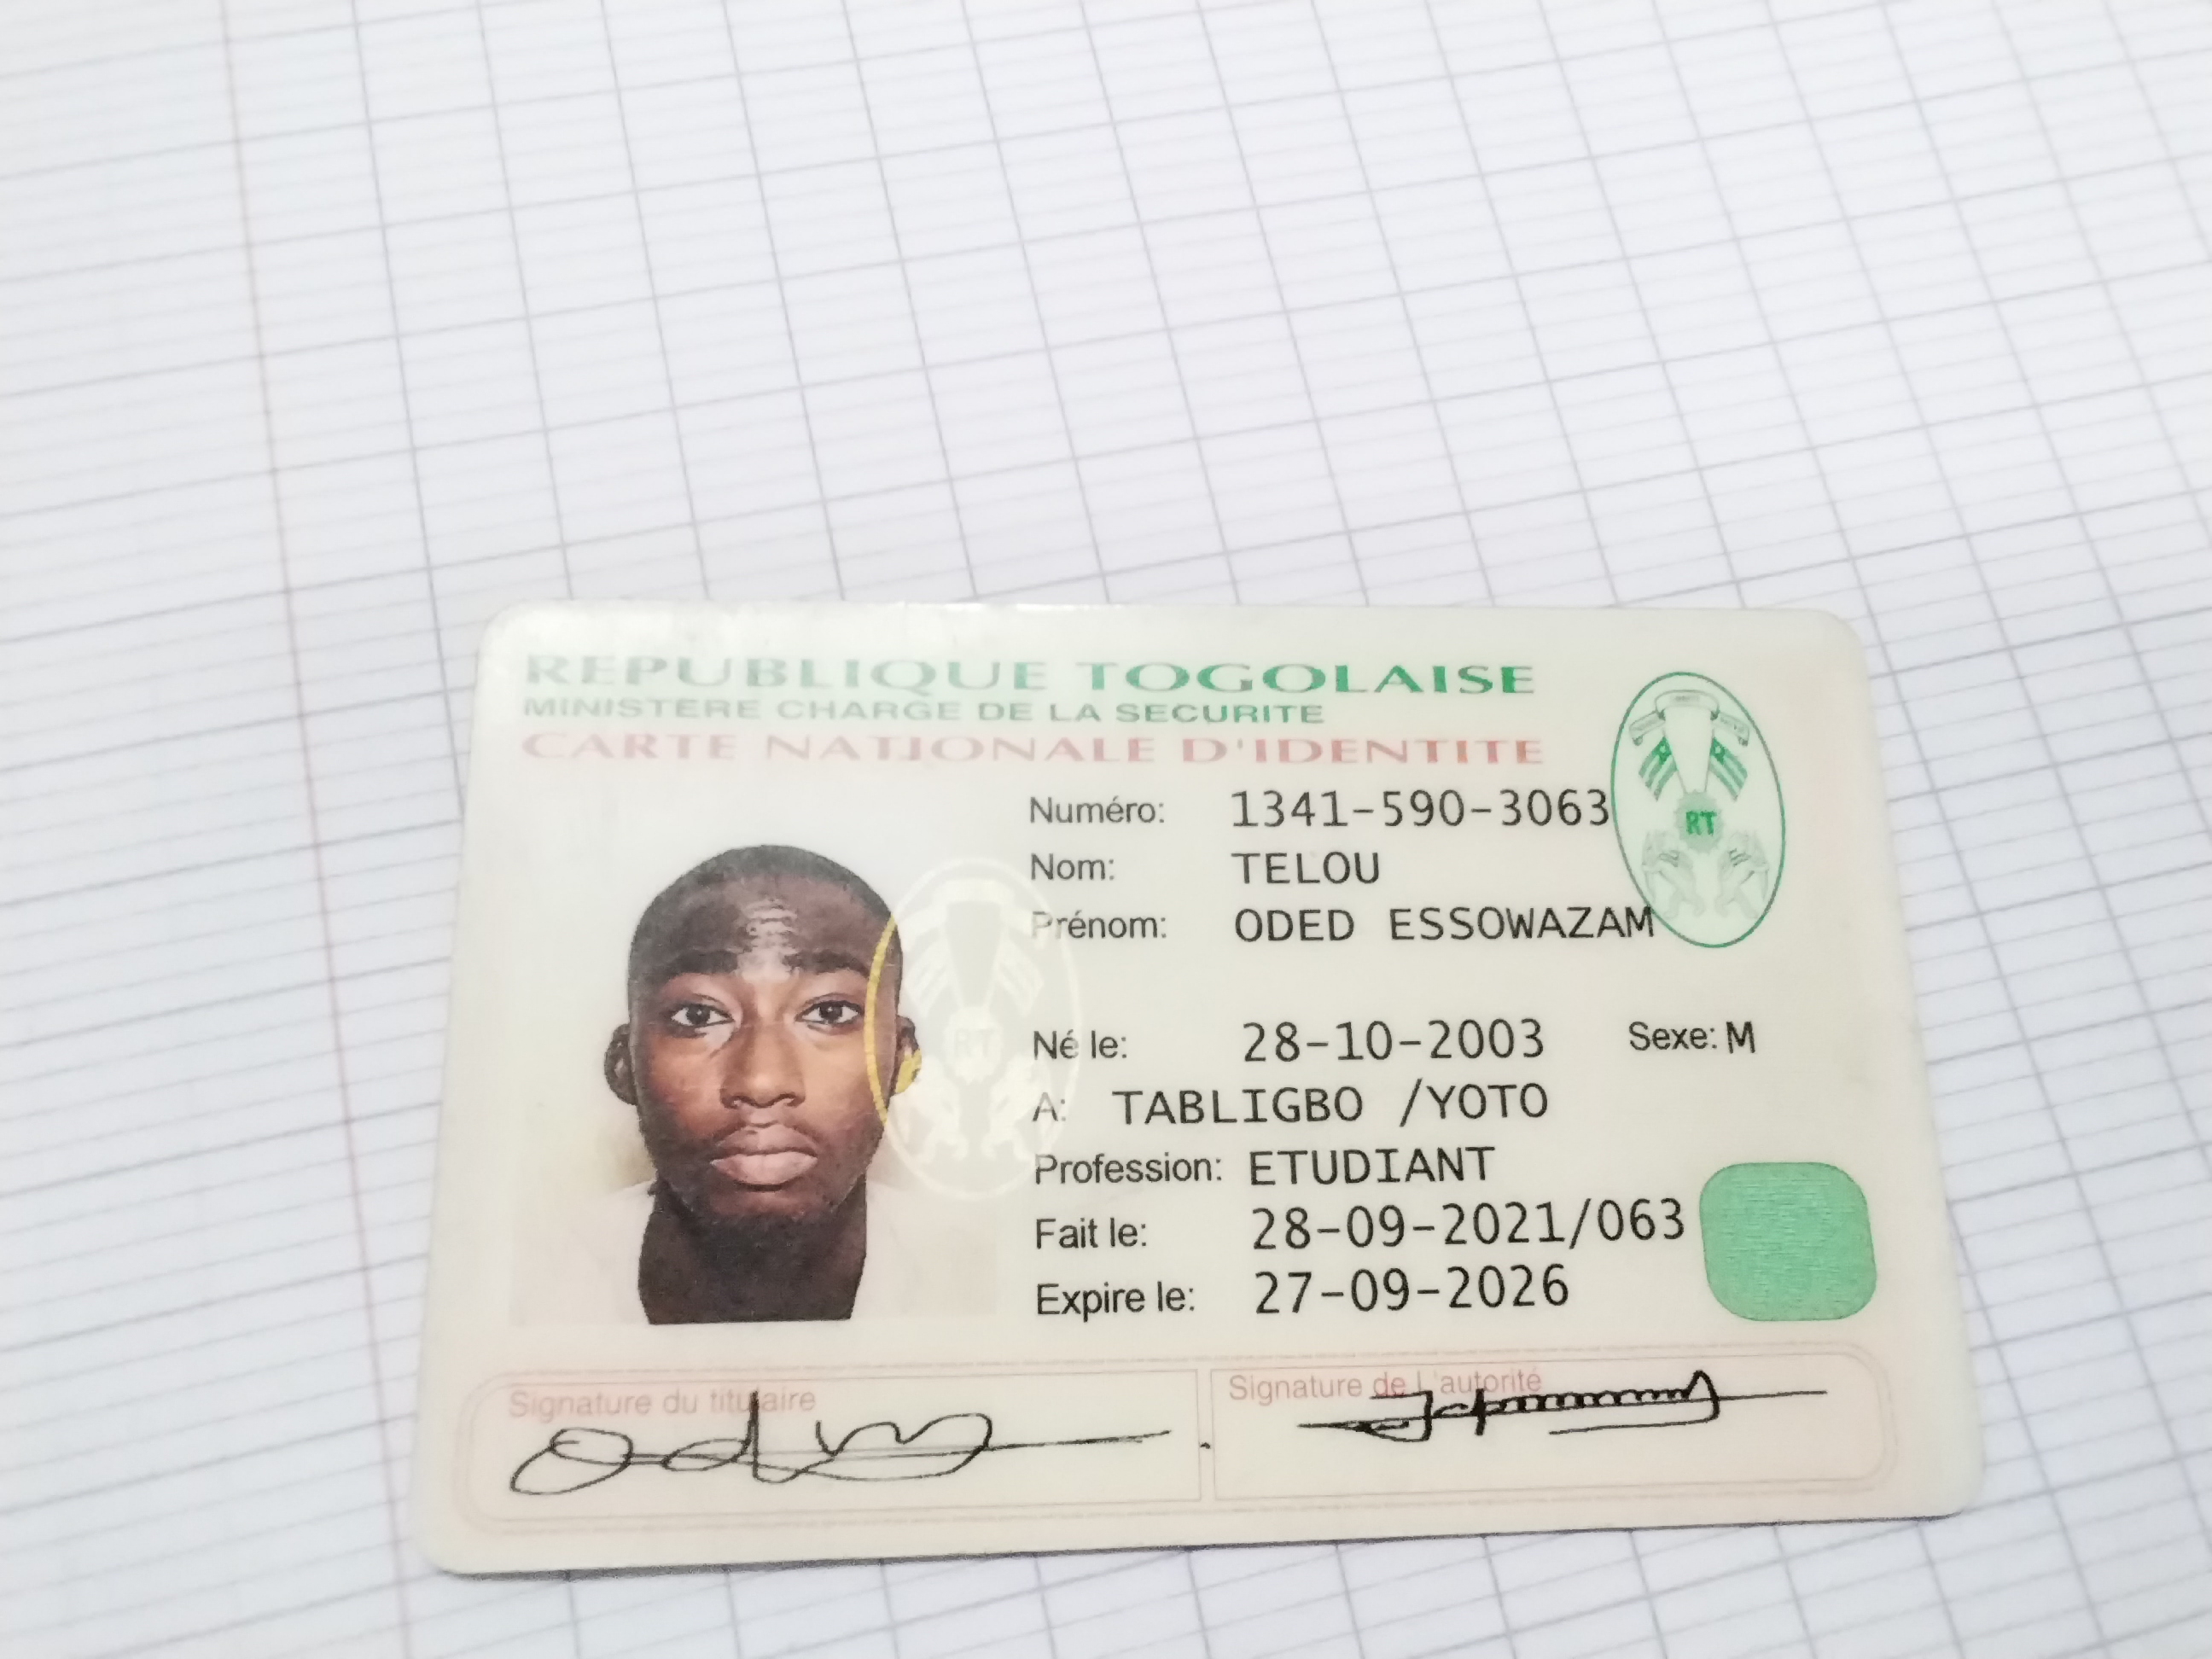 REPUBLIQUE TOGOLAISE
MINISTERE CHARGE DE LA SECURITE
CARTE NATIONALE D'IDENTITE
Numéro: 1341-590-3063
Nom: TELOU
Prénom: ODED ESSOWAZAM
RT
RT
Né le: 28-10-2003 Sexe: M
A: TABLIGBO /YOTO
Profession: ETUDIANT
Fait le: 28-09-2021/063
Expire le: 27-09-2026
Signature du titulaire
Signature de L'autorité